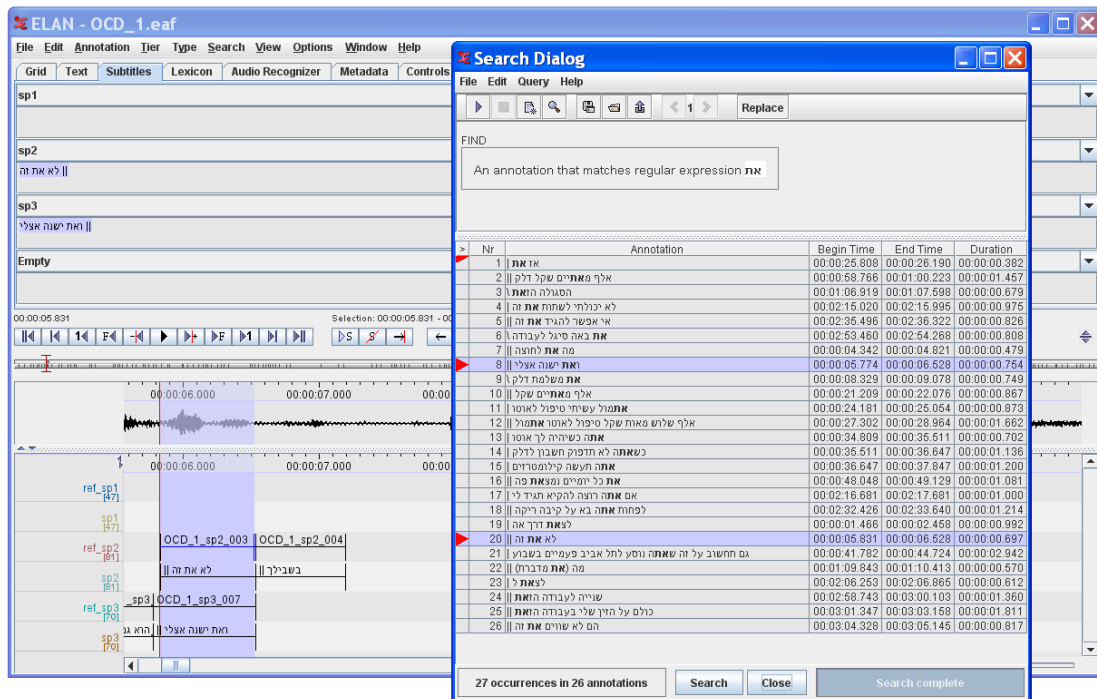 ELAN - OCD_1.eaf
File Edit Annotation Tier Type Search View Options Window Help
Grid Text Subtitles Lexicon Audio Recognizer Metadata Controls
sp1
sp2
לא את זה ||
sp3
ואת ישנה אצלי ||
Empty
00:00:05.831 Selection: 00:00:05.831 - 00
00:00:06.000 00:00:07.000 00:00
00:00:06.000 00:00:07.000 00:00
ref_sp1
[47]
sp1
[47]
ref_sp2
[81]
OCD_1_sp2_003 OCD_1_sp2_004
sp2
[81]
לא את זה || בשבילך ||
ref_sp3
[70]
_sp3 OCD_1_sp3_007
sp3
[70]
הוא גם ואת ישנה אצלי ||
Search Dialog
File Edit Query Help
1 Replace
FIND
An annotation that matches regular expression את
> Nr Annotation Begin Time End Time Duration
1 אז את | 00:00:25.808 00:00:26.190 00:00:00.382
2 אלף מאתיים שקל דלק || 00:00:58.766 00:01:00.223 00:00:01.457
3 הסגולה הזאת \ 00:01:06.919 00:01:07.598 00:00:00.679
4 לא יכולתי לשתות את זה | 00:02:15.020 00:02:15.995 00:00:00.975
5 אי אפשר להגיד את זה || 00:02:35.496 00:02:36.322 00:00:00.826
6 את באה סיגל לעבודה \ 00:02:53.460 00:02:54.268 00:00:00.808
7 מה את לחוצה || 00:00:04.342 00:00:04.821 00:00:00.479
8 ואת ישנה אצלי || 00:00:05.774 00:00:06.528 00:00:00.754
9 את משלמת דלק \ 00:00:08.329 00:00:09.078 00:00:00.749
10 אלף מאתיים שקל || 00:00:21.209 00:00:22.076 00:00:00.867
11 אתמול עשיתי טיפול לאוטו | 00:00:24.181 00:00:25.054 00:00:00.873
12 אלף שלוש מאות שקל טיפול לאוטו אתמול || 00:00:27.302 00:00:28.964 00:00:01.662
13 אתה כשיהיה לך אוטו | 00:00:34.809 00:00:35.511 00:00:00.702
14 כשאתה לא תדפוק חשבון לדלק | 00:00:35.511 00:00:36.647 00:00:01.136
15 אתה תעשה קילומטרזים | 00:00:36.647 00:00:37.847 00:00:01.200
16 את כל יומיים נמצאת פה || 00:00:48.048 00:00:49.129 00:00:01.081
17 אם אתה רוצה להקיא תגיד לי | 00:02:16.681 00:02:17.681 00:00:01.000
18 לפחות אתה בא על קיבה ריקה || 00:02:32.426 00:02:33.640 00:00:01.214
19 לצאת דרך אה | 00:00:01.466 00:00:02.458 00:00:00.992
20 לא את זה || 00:00:05.831 00:00:06.528 00:00:00.697
21 גם תחשוב על זה שאתה נוסע לתל אביב פעמיים בשבוע | 00:00:41.782 00:00:44.724 00:00:02.942
22 מה (את מדברת) || 00:01:09.843 00:01:10.413 00:00:00.570
23 לצאת ל | 00:02:06.253 00:02:06.865 00:00:00.612
24 שנייה לעבודה הזאת || 00:02:58.743 00:03:00.103 00:00:01.360
25 כולם על הזין שלי בעבודה הזאת || 00:03:01.347 00:03:03.158 00:00:01.811
26 הם לא שווים את זה || 00:03:04.328 00:03:05.145 00:00:00.817
27 occurrences in 26 annotations Search Close Search complete